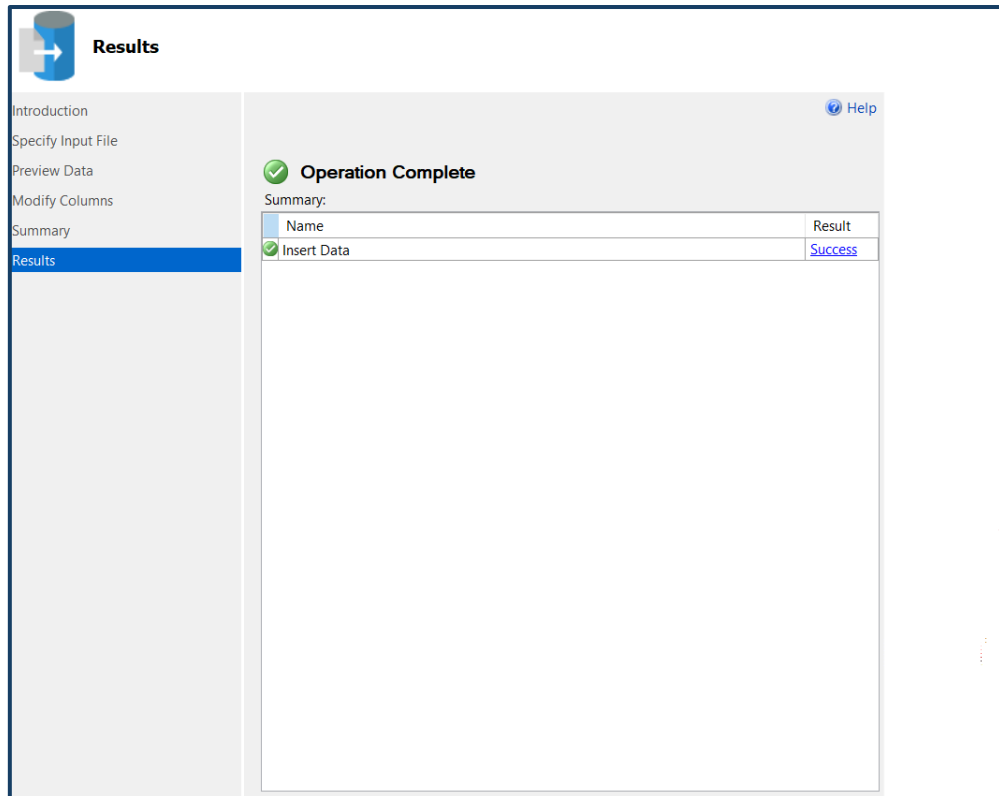 Results
Introduction
Specify Input File
Preview Data
Modify Columns
Summary
Results
Help
Operation Complete
Summary:
Name Result
Insert Data Success